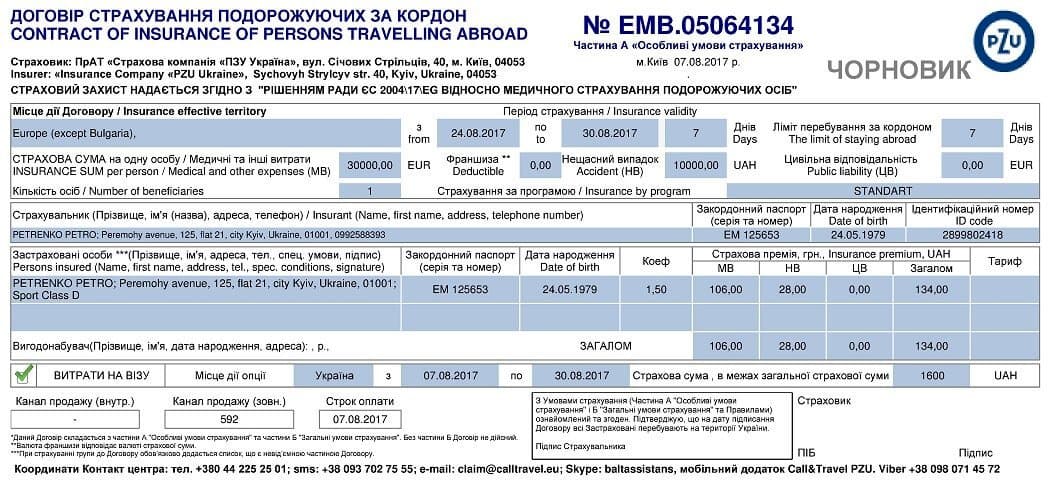 ДОГОВІР СТРАХУВАННЯ ПОДОРОЖУЮЧИХ ЗА КОРДОН
CONTRACT OF INSURANCE OF PERSONS TRAVELLING ABROAD
№ EMB.05064134
Частина А «Особливі умови страхування»
м.Київ 07.08.2017 р.
.
PZU
ЧОРНОВИК
Страховик: ПрАТ «Страхова компанія «ПЗУ Україна», вул. Січових Стрільців, 40, м. Київ, 04053
Insurer: «Insurance Company «PZU Ukraine», Sychovyh Strylcyv str. 40, Kyiv, Ukraine, 04053
СТРАХОВИЙ ЗАХИСТ НАДАЄТЬСЯ ЗГІДНО З "РІШЕННЯМ РАДИ ЄС 2004\17\EG ВІДНОСНО МЕДИЧНОГО СТРАХУВАННЯ ПОДОРОЖУЮЧИХ ОСІБ"
Місце дії Договору / Insurance effective territory
Період страхування / Insurance validity
Europe (except Bulgaria),
з
from
24.08.2017
по
to
30.08.2017
7
Днів
Days
Ліміт перебування за кордоном
The limit of staying abroad
7
Днів
Days
СТРАХОВА СУМА на одну особу / Медичні та інші витрати
INSURANCE SUM per person / Medical and other expenses (МВ)
30000,00
EUR
Франшиза **
Deductible
0,00
Нещасний випадок
Accident (НВ)
10000,00
UAH
Цивільна відповідальність
Public liability (ЦВ)
0,00
EUR
Кількість осіб / Number of beneficiaries
1
Страхування за програмою / Insurance by program
STANDART
Страхувальник (Прізвище, ім'я (назва), адреса, телефон) / Insurant (Name, first name, address, telephone number)
Закордонний паспорт
(серія та номер)
Дата народження
Date of birth
Ідентифікаційний номер
ID code
PETRENKO PETRO; Peremohy avenue, 125, flat 21, city Kyiv, Ukraine, 01001, 0992588393
EM 125653
24.05.1979
2899802418
Застраховані особи ***(Прізвище, ім'я, адреса, тел., спец. умови, підпис)
Persons insured (Name, first name, address, tel., spec. conditions, signature)
Закордонний паспорт
(серія та номер)
Дата народження
Date of birth
Коеф
Страхова премія, грн., Insurance premium, UAH
МВ
НВ
ЦВ
Загалом
Тариф
PETRENKO PETRO; Peremohy avenue, 125, flat 21, city Kyiv, Ukraine, 01001;
Sport Class D
EM 125653
24.05.1979
1,50
106,00
28,00
0,00
134,00
Вигодонабувач(Прізвище, ім'я, дата народження, адреса): , р.,
ЗАГАЛОМ
106,00
28,00
0,00
134,00
ВИТРАТИ НА ВІЗУ
Місце дії опції
Україна
з
07.08.2017
по
30.08.2017
Страхова сума , в межах загальної страхової суми
1600
UAH
Канал продажу (внутр.)
Канал продажу (зовн.)
Строк оплати
-
592
07.08.2017
З Умовами страхування (Частина А "Особливі умови
страхування" і Б "Загальні умови страхування" та Правилами)
ознайомлений та згоден. Підтверджую, що на дату підписання
Договору всі Застраховані перебувають на території України.
Підпис Страхувальника
Страховик
ПІБ
Підпис
*Даний Договір складається з частини А "Особливі умови страхування" та частини Б "Загальні умови страхування". Без частини Б Договір не дійсний.
**Валюта франшизи відповідає валюті страхової суми.
***При страхуванні групи до Договору обов'язково додається список, що є невід'ємною частиною Договору.
Координати Контакт центра: тел. +380 44 225 25 01; sms: +38 093 702 75 55; e-mail: claim@calltravel.eu; Skype: baltassistans, мобільний додаток Call&Travel PZU. Viber +38 098 071 45 72